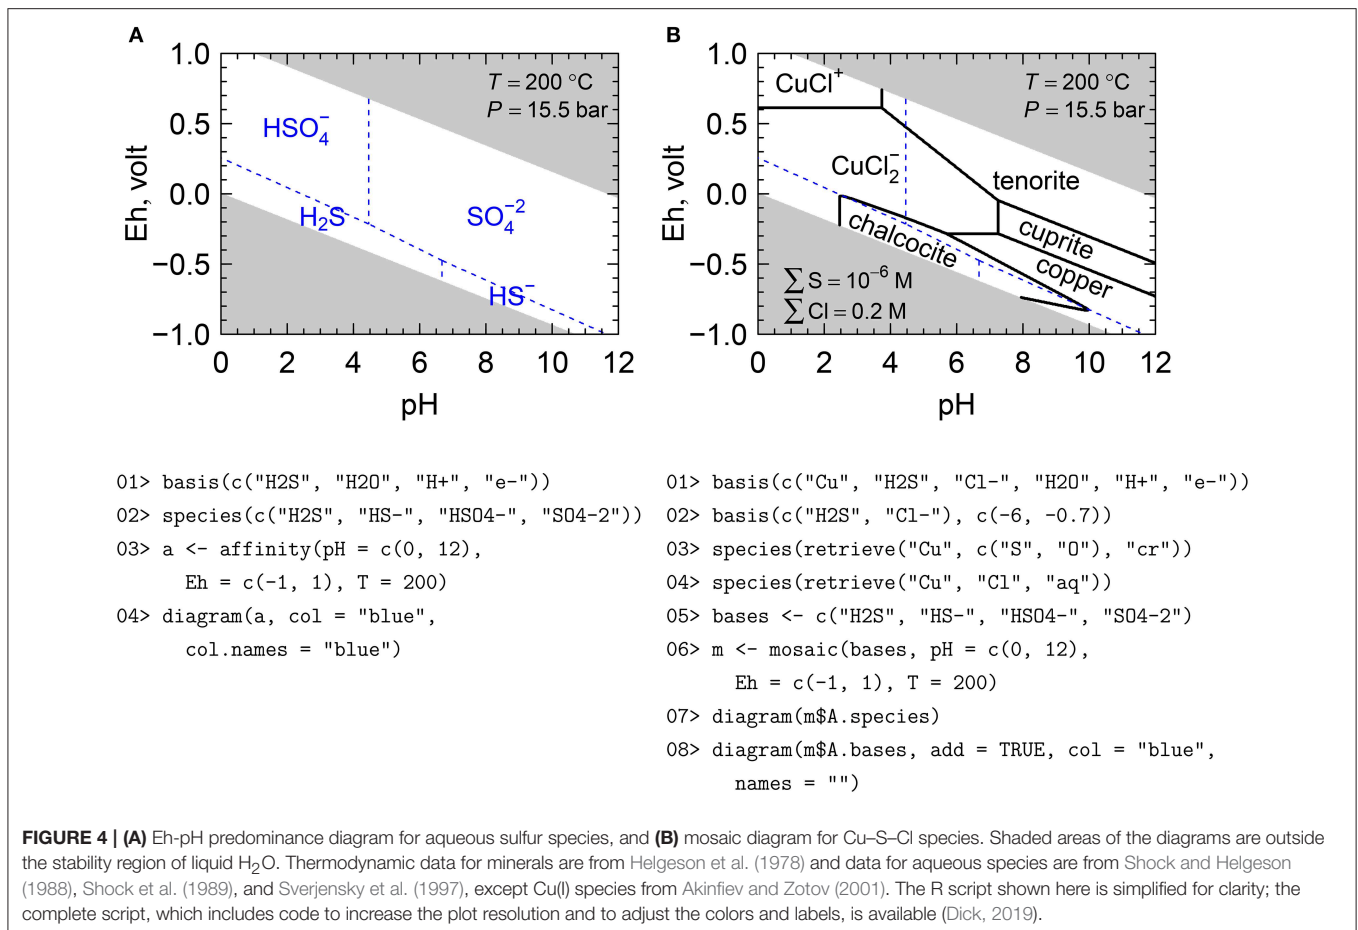 A
1.0
0.5
0.0
−0.5
−1.0
Eh, volt
T = 200 °C
P = 15.5 bar
HSO₄⁻
H₂S
SO₄⁻²
HS⁻
0 2 4 6 8 10 12
pH
B
1.0
0.5
0.0
−0.5
−1.0
Eh, volt
CuCl⁺
T = 200 °C
P = 15.5 bar
CuCl₂⁻
tenorite
chalcocite
cuprite
copper
∑S = 10⁻⁶ M
∑Cl = 0.2 M
0 2 4 6 8 10 12
pH
01> basis(c("H2S", "H2O", "H+", "e-"))
02> species(c("H2S", "HS-", "HSO4-", "SO4-2"))
03> a <- affinity(pH = c(0, 12),
Eh = c(-1, 1), T = 200)
04> diagram(a, col = "blue",
col.names = "blue")
01> basis(c("Cu", "H2S", "Cl-", "H2O", "H+", "e-"))
02> basis(c("H2S", "Cl-"), c(-6, -0.7))
03> species(retrieve("Cu", c("S", "O"), "cr"))
04> species(retrieve("Cu", "Cl", "aq"))
05> bases <- c("H2S", "HS-", "HSO4-", "SO4-2")
06> m <- mosaic(bases, pH = c(0, 12),
Eh = c(-1, 1), T = 200)
07> diagram(m$A.species)
08> diagram(m$A.bases, add = TRUE, col = "blue",
names = "")
FIGURE 4 | (A) Eh-pH predominance diagram for aqueous sulfur species, and (B) mosaic diagram for Cu–S–Cl species. Shaded areas of the diagrams are outside
the stability region of liquid H₂O. Thermodynamic data for minerals are from Helgeson et al. (1978) and data for aqueous species are from Shock and Helgeson
(1988), Shock et al. (1989), and Sverjensky et al. (1997), except Cu(I) species from Akinfiev and Zotov (2001). The R script shown here is simplified for clarity; the
complete script, which includes code to increase the plot resolution and to adjust the colors and labels, is available (Dick, 2019).